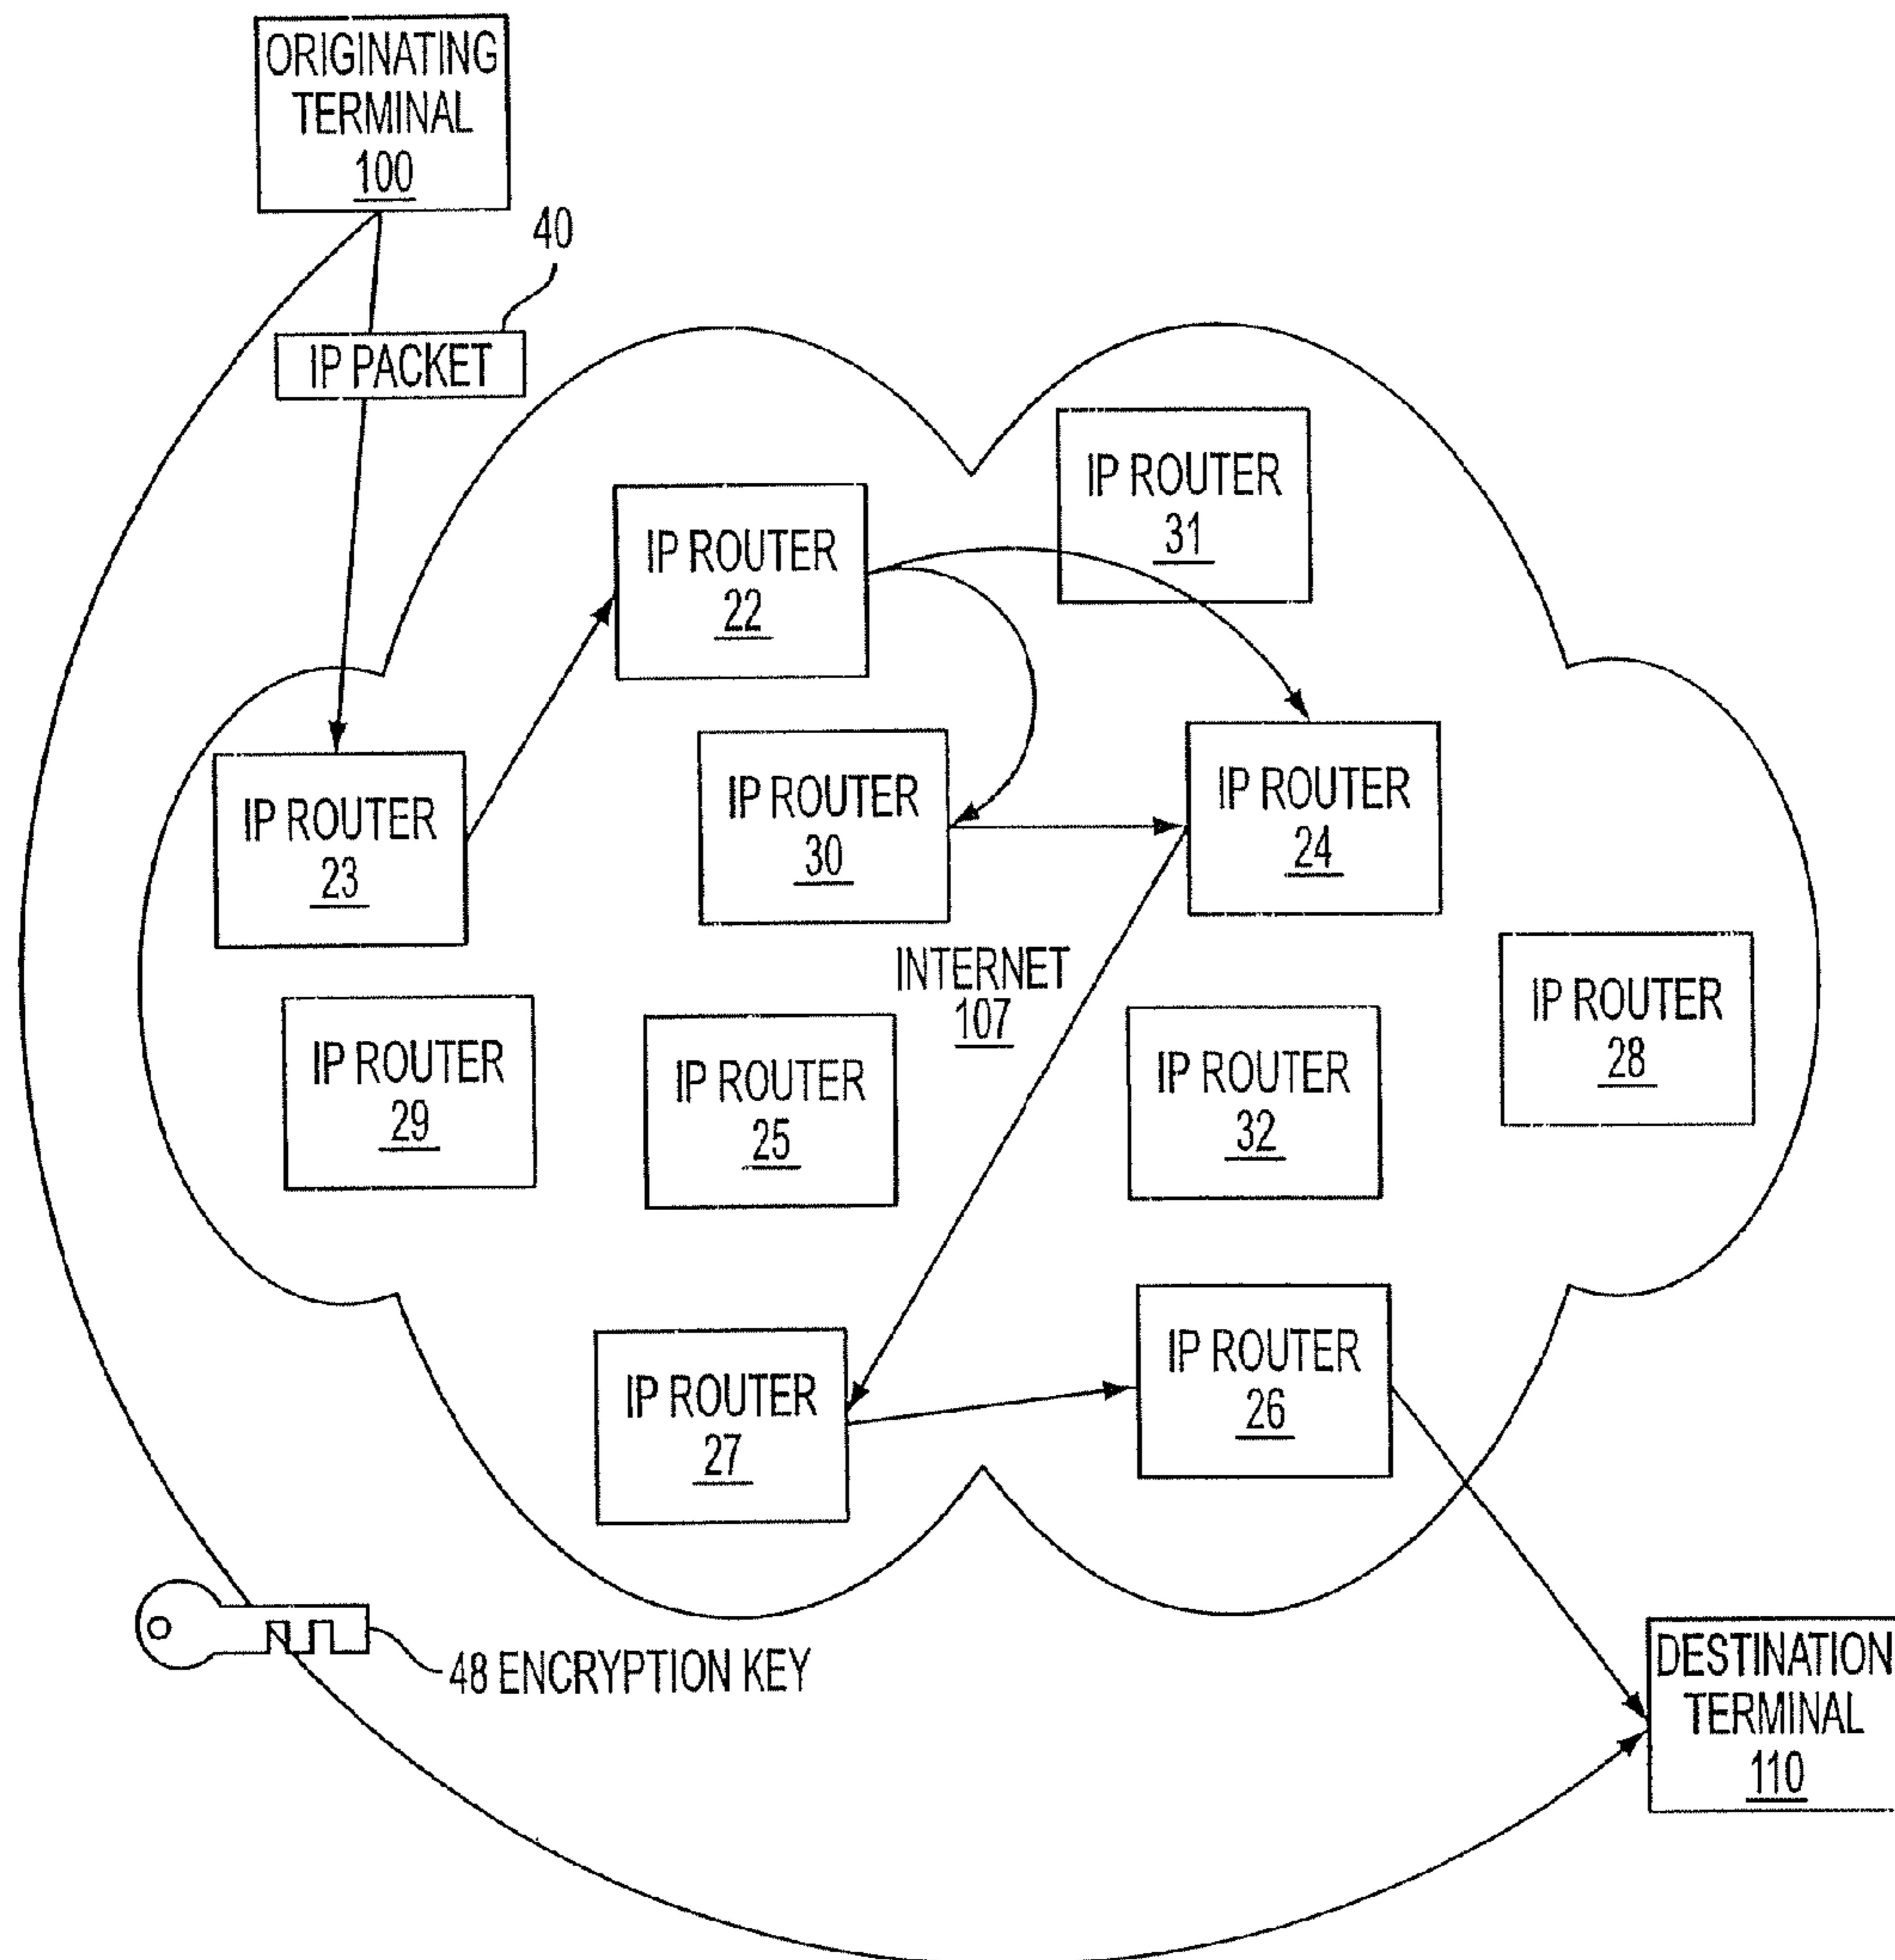 ORIGINATING
TERMINAL
100
40
IP PACKET
IP ROUTER
31
IP ROUTER
22
IP ROUTER
30
IP ROUTER
24
IP ROUTER
23
INTERNET
107
IP ROUTER
28
IP ROUTER
29
IP ROUTER
25
IP ROUTER
32
IP ROUTER
27
IP ROUTER
26
48 ENCRYPTION KEY
DESTINATION
TERMINAL
110